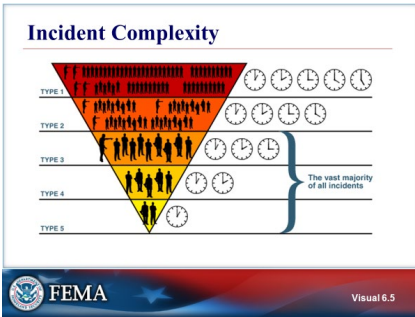 Incident Complexity
TYPE 1
TYPE 2
TYPE 3
TYPE 4
TYPE 5
The vast majority
of all incidents
FEMA
Visual 6.5